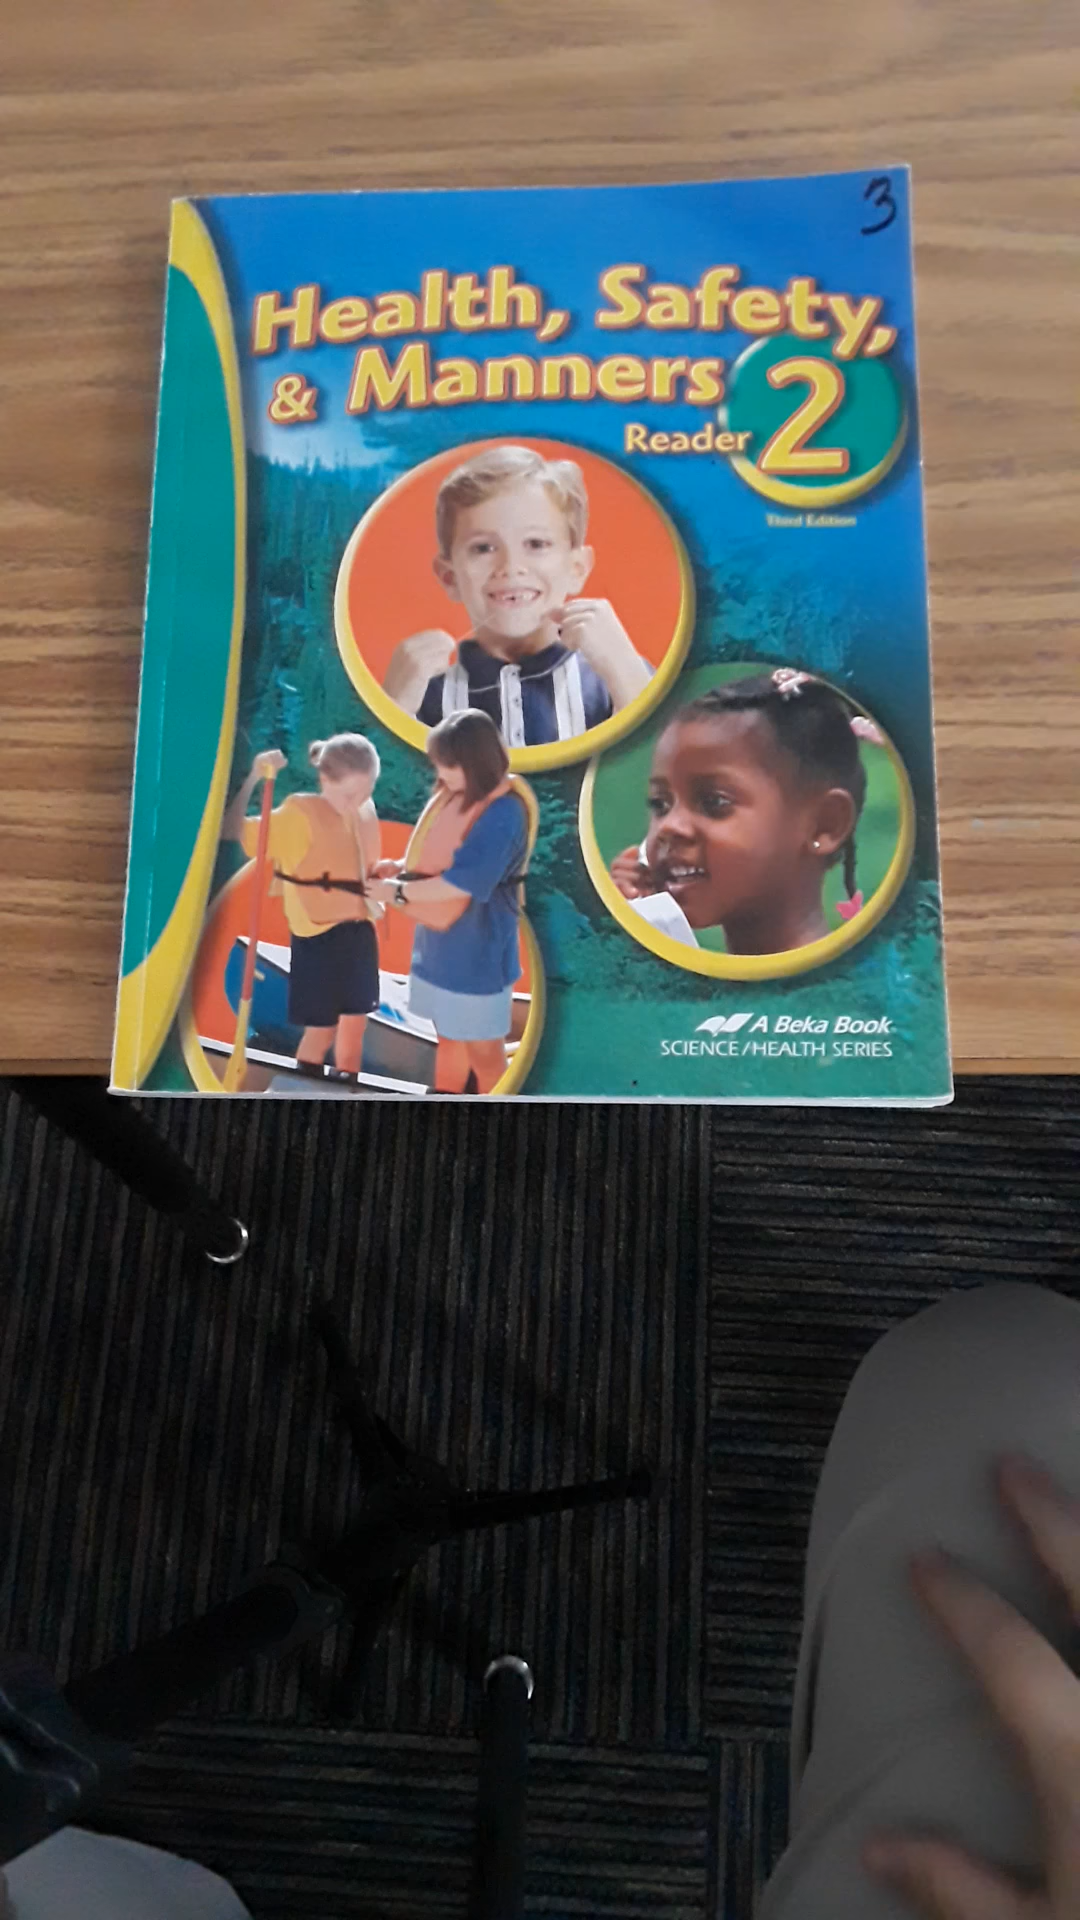 3
Health, Safety,
& Manners 2
Reader
Third Edition
A Beka Book
SCIENCE/HEALTH SERIES